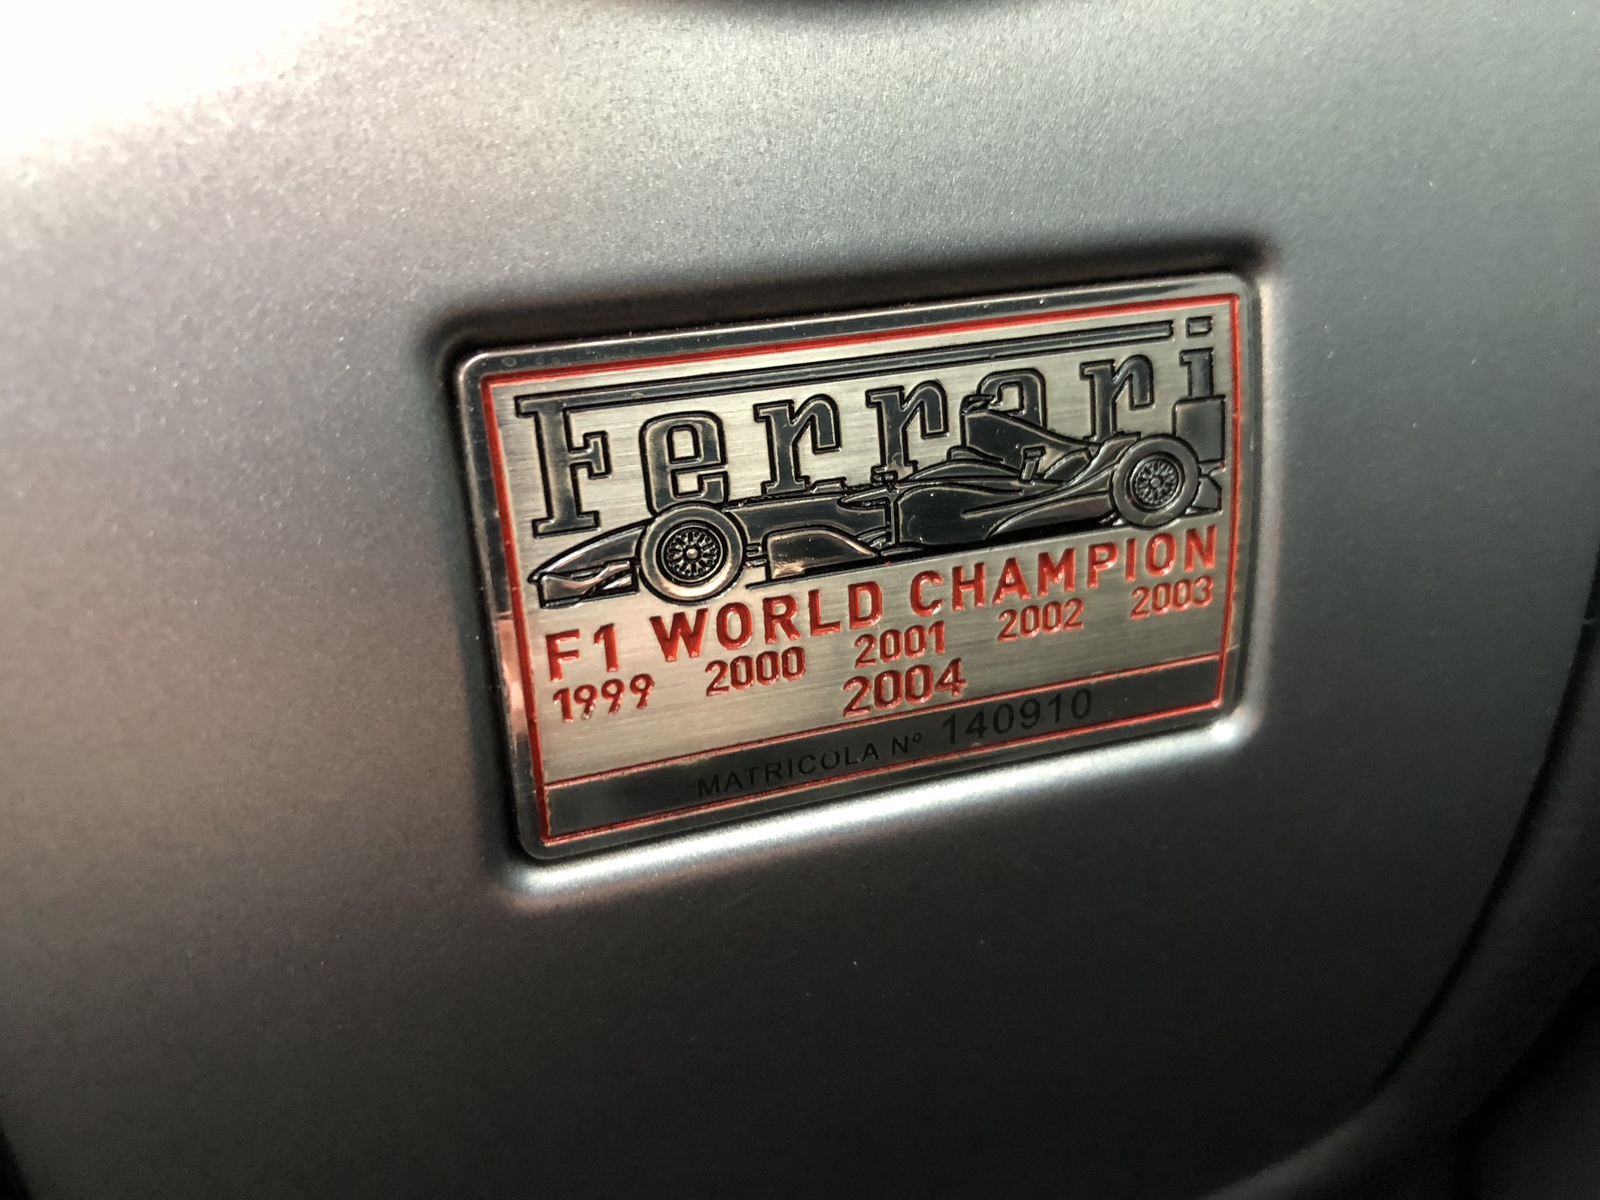 Ferrari
F1 WORLD CHAMPION
1999 2000 2001 2002 2003
2004
MATRICOLA Nº 140910